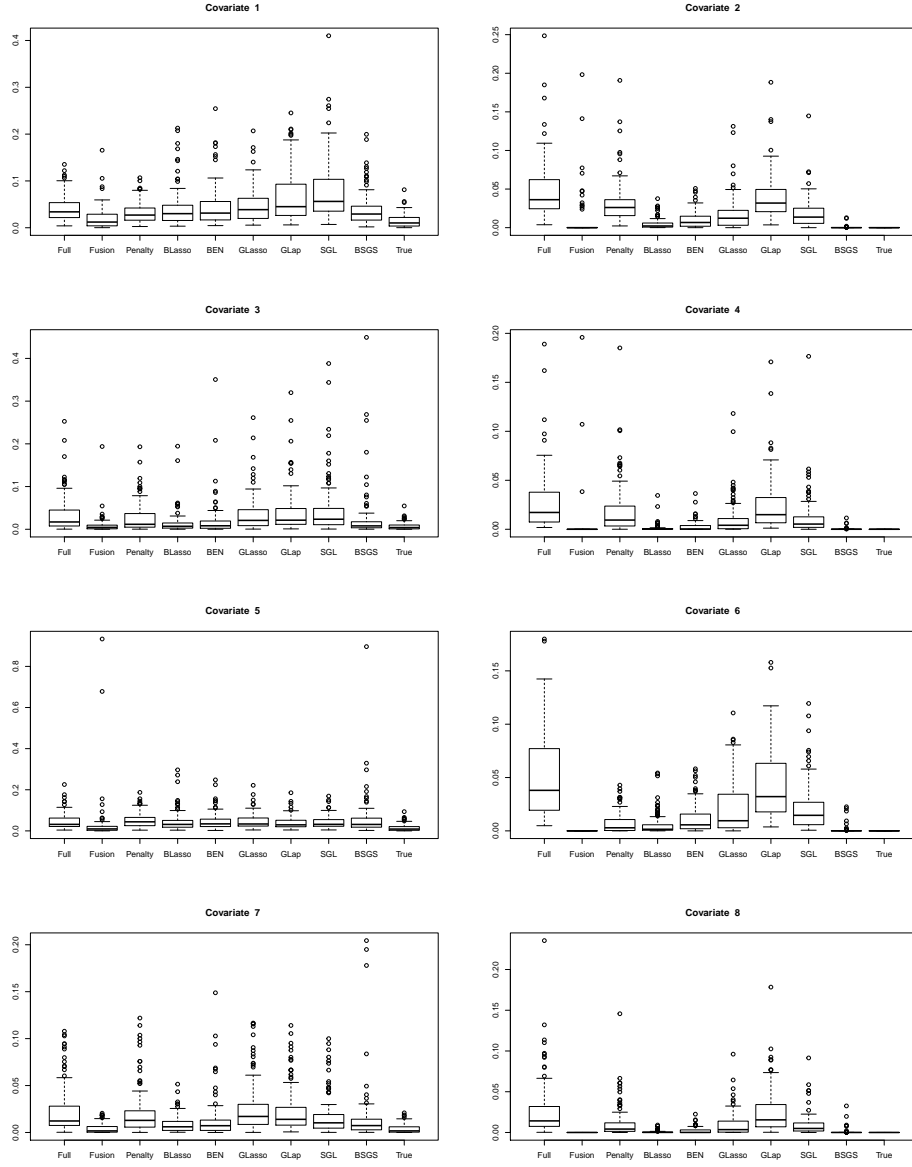 Covariate 1
0.4
0.3
0.2
0.1
0.0
Full Fusion Penalty BLasso BEN GLasso GLap SGL BSGS True
Covariate 2
0.25
0.20
0.15
0.10
0.05
0.00
Full Fusion Penalty BLasso BEN GLasso GLap SGL BSGS True
Covariate 3
0.4
0.3
0.2
0.1
0.0
Full Fusion Penalty BLasso BEN GLasso GLap SGL BSGS True
Covariate 4
0.20
0.15
0.10
0.05
0.00
Full Fusion Penalty BLasso BEN GLasso GLap SGL BSGS True
Covariate 5
0.8
0.6
0.4
0.2
0.0
Full Fusion Penalty BLasso BEN GLasso GLap SGL BSGS True
Covariate 6
0.15
0.10
0.05
0.00
Full Fusion Penalty BLasso BEN GLasso GLap SGL BSGS True
Covariate 7
0.20
0.15
0.10
0.05
0.00
Full Fusion Penalty BLasso BEN GLasso GLap SGL BSGS True
Covariate 8
0.20
0.15
0.10
0.05
0.00
Full Fusion Penalty BLasso BEN GLasso GLap SGL BSGS True